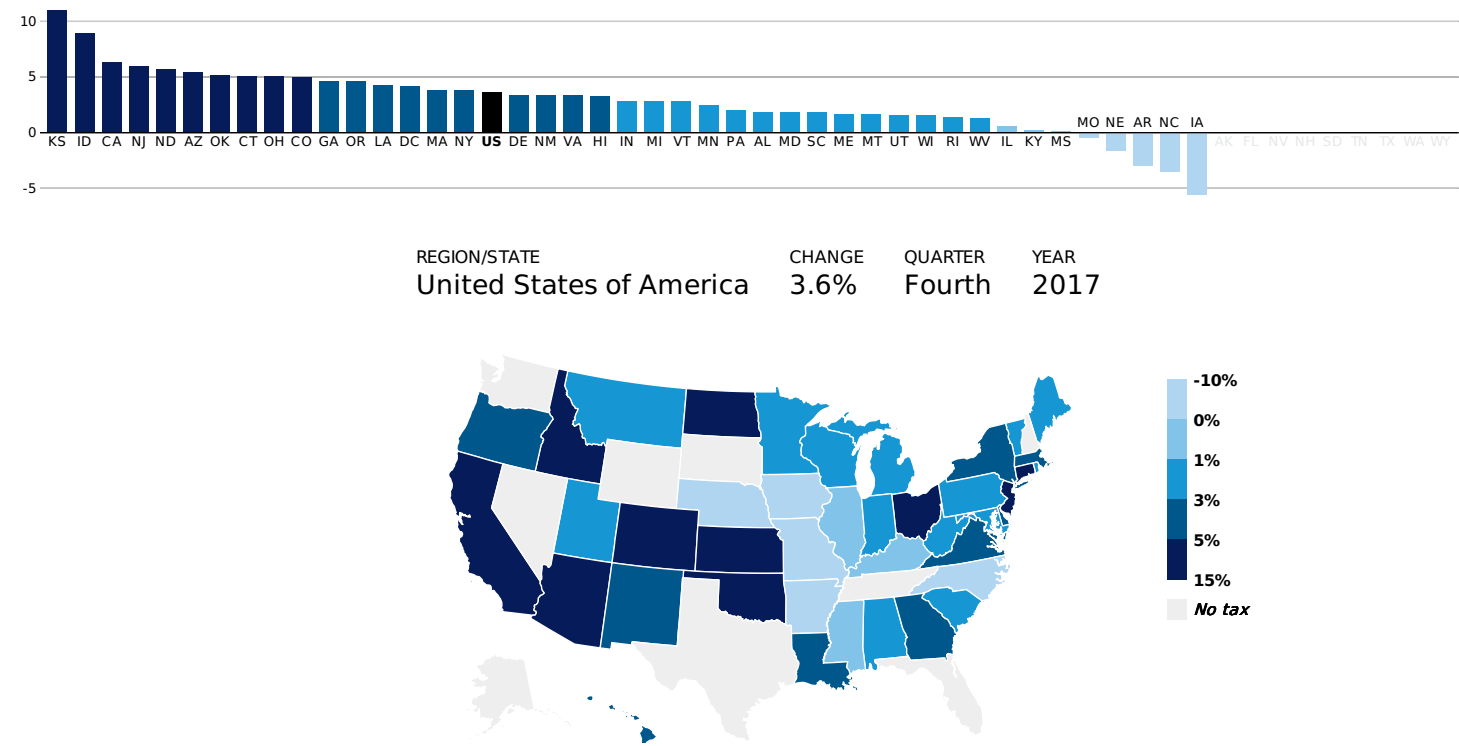 10
5
MO NE AR NC IA
0
KS ID CA NJ ND AZ OK CT OH CO GA OR LA DC MA NY US DE NM VA HI IN MI VT MN PA AL MD SC ME MT UT WI RI WV IL KY MS AK FL NV NH SD TN TX WA WY
-5
REGION/STATE CHANGE QUARTER YEAR
United States of America 3.6% Fourth 2017
-10%
0%
1%
3%
5%
15%
No tax